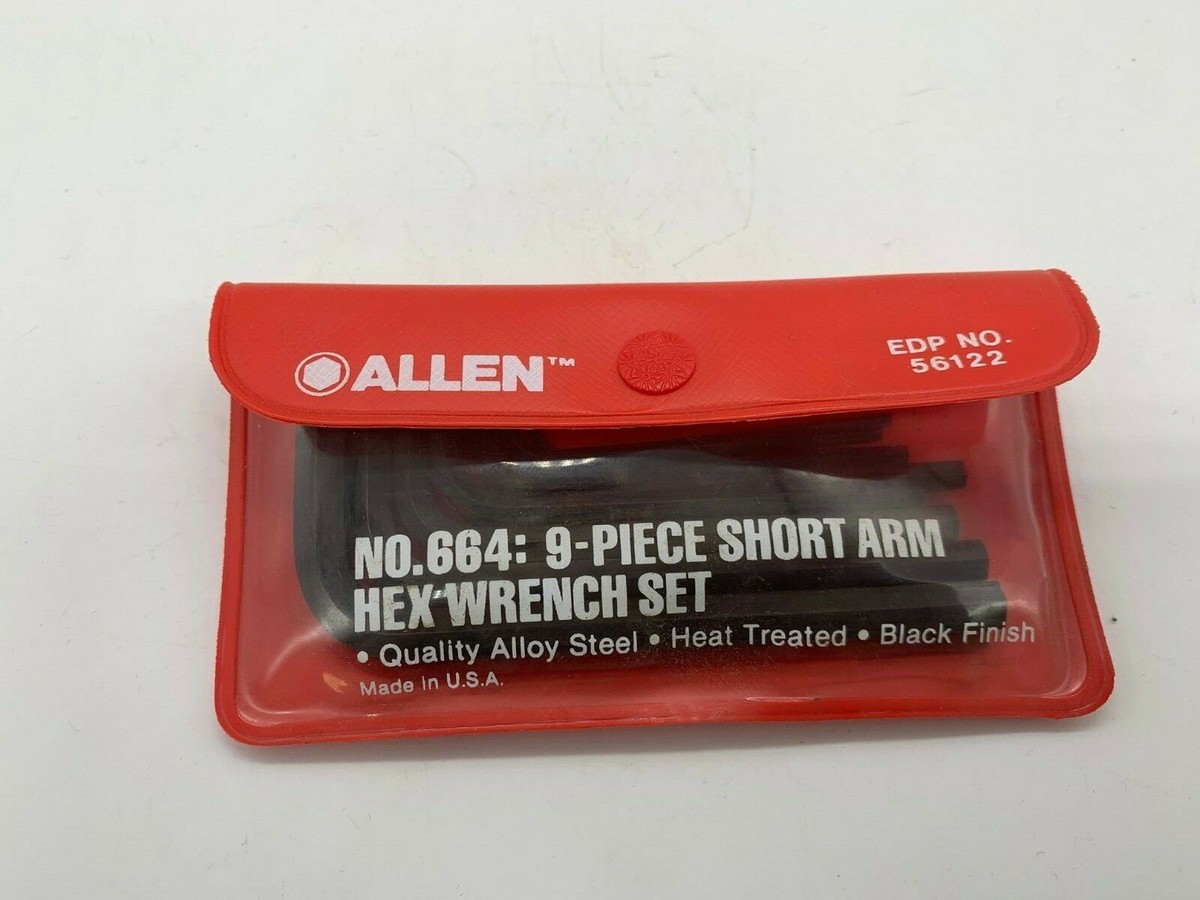 ALLEN™
EDP NO.
56122
NO.664: 9-PIECE SHORT ARM
HEX WRENCH SET
• Quality Alloy Steel • Heat Treated • Black Finish
Made in U.S.A.